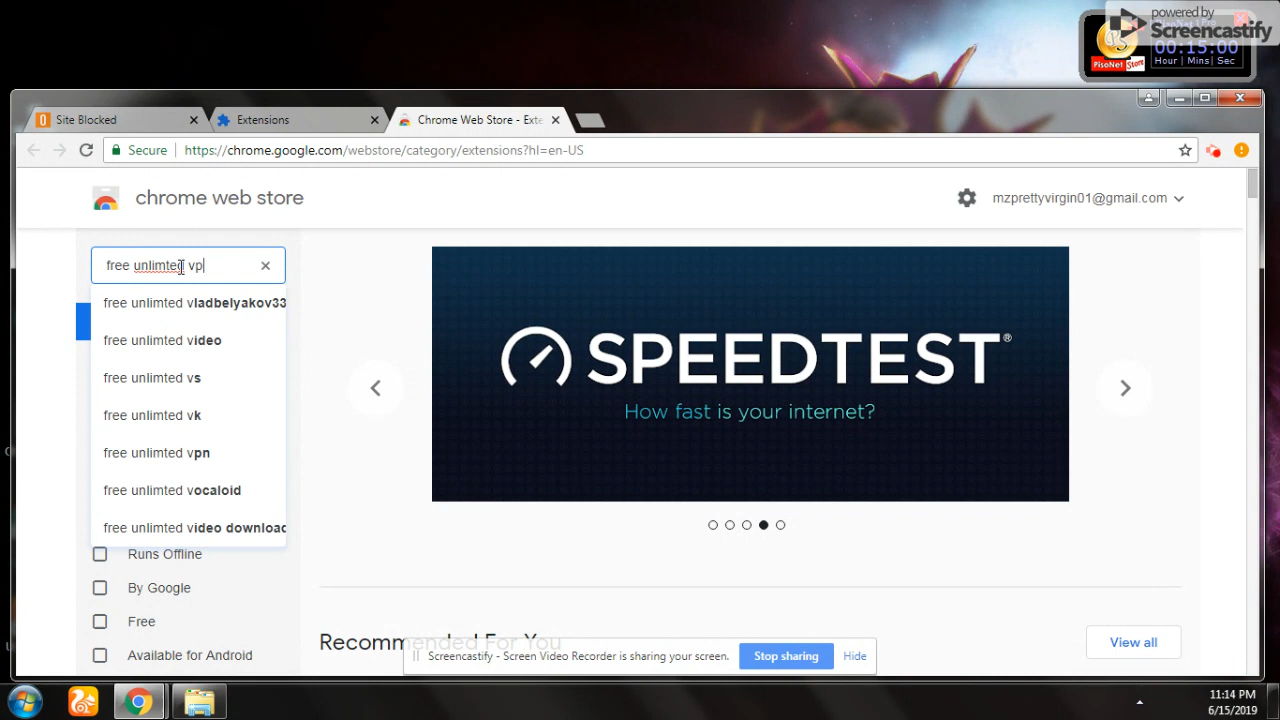 powered by
Screencastify
PisoNet 1 Pro
00:15:00
Hour | Mins | Sec
PisoNet Store
Site Blocked
Extensions
Chrome Web Store - Exte
Secure
https://chrome.google.com/webstore/category/extensions?hl=en-US
chrome web store
mzprettyvirgin01@gmail.com
free unlimted vp
free unlimted vladbelyakov33
free unlimted video
free unlimted vs
free unlimted vk
free unlimted vpn
free unlimted vocaloid
free unlimted video download
Runs Offline
By Google
Free
Available for Android
SPEEDTEST®
How fast is your internet?
Recommended For You
View all
Screencastify - Screen Video Recorder is sharing your screen.
Stop sharing
Hide
11:14 PM
6/15/2019